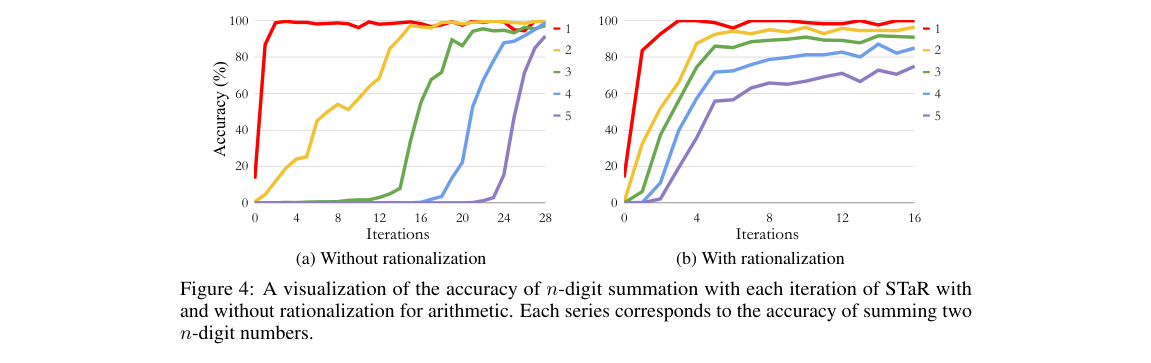 100
80
60
40
20
0
Accuracy (%)
0 4 8 12 16 20 24 28
Iterations
1
2
3
4
5
(a) Without rationalization
100
80
60
40
20
0
0 4 8 12 16
Iterations
1
2
3
4
5
(b) With rationalization
Figure 4: A visualization of the accuracy of n-digit summation with each iteration of STaR with
and without rationalization for arithmetic. Each series corresponds to the accuracy of summing two
n-digit numbers.